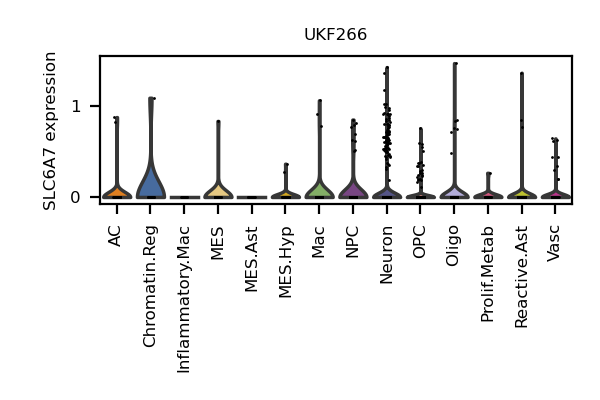 UKF266
SLC6A7 expression
1
0
AC
Chromatin.Reg
Inflammatory.Mac
MES
MES.Ast
MES.Hyp
Mac
NPC
Neuron
OPC
Oligo
Prolif.Metab
Reactive.Ast
Vasc